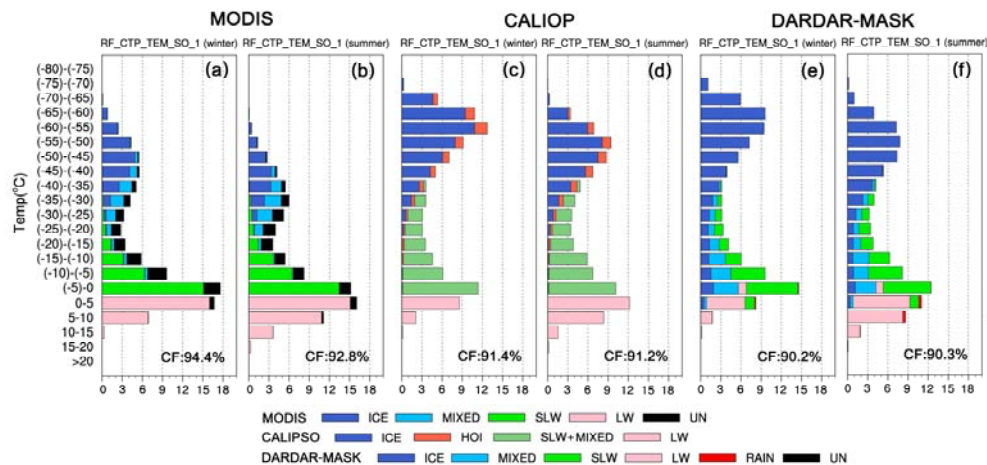 MODIS CALIOP DARDAR-MASK
RF_CTP_TEM_SO_1 (winter) RF_CTP_TEM_SO_1 (summer) RF_CTP_TEM_SO_1 (winter) RF_CTP_TEM_SO_1 (summer) RF_CTP_TEM_SO_1 (winter) RF_CTP_TEM_SO_1 (summer)
(a) (b) (c) (d) (e) (f)
Temp(°C)
(-80)-(-75)
(-75)-(-70)
(-70)-(-65)
(-65)-(-60)
(-60)-(-55)
(-55)-(-50)
(-50)-(-45)
(-45)-(-40)
(-40)-(-35)
(-35)-(-30)
(-30)-(-25)
(-25)-(-20)
(-20)-(-15)
(-15)-(-10)
(-10)-(-5)
(-5)-0
0-5
5-10
10-15
15-20
>20
CF:94.4% CF:92.8% CF:91.4% CF:91.2% CF:90.2% CF:90.3%
0 3 6 9 12 15 18 0 3 6 9 12 15 18 0 3 6 9 12 15 18 0 3 6 9 12 15 18 0 3 6 9 12 15 18 0 3 6 9 12 15 18
MODIS ICE MIXED SLW LW UN
CALIPSO ICE HOI SLW+MIXED LW
DARDAR-MASK ICE MIXED SLW LW RAIN UN